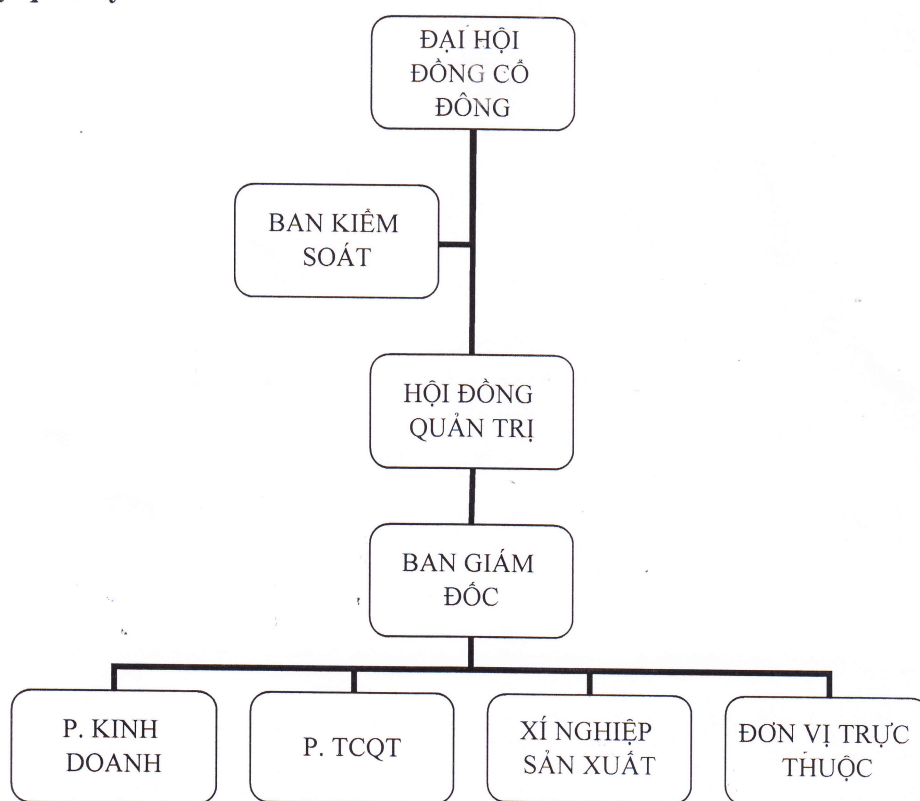 ĐẠI HỘI
ĐỒNG CỔ
ĐÔNG
BAN KIỂM
SOÁT
HỘI ĐỒNG
QUẢN TRỊ
BAN GIÁM
ĐỐC
P. KINH
DOANH
P. TCQT
XÍ NGHIỆP
SẢN XUẤT
ĐƠN VỊ TRỰC
THUỘC